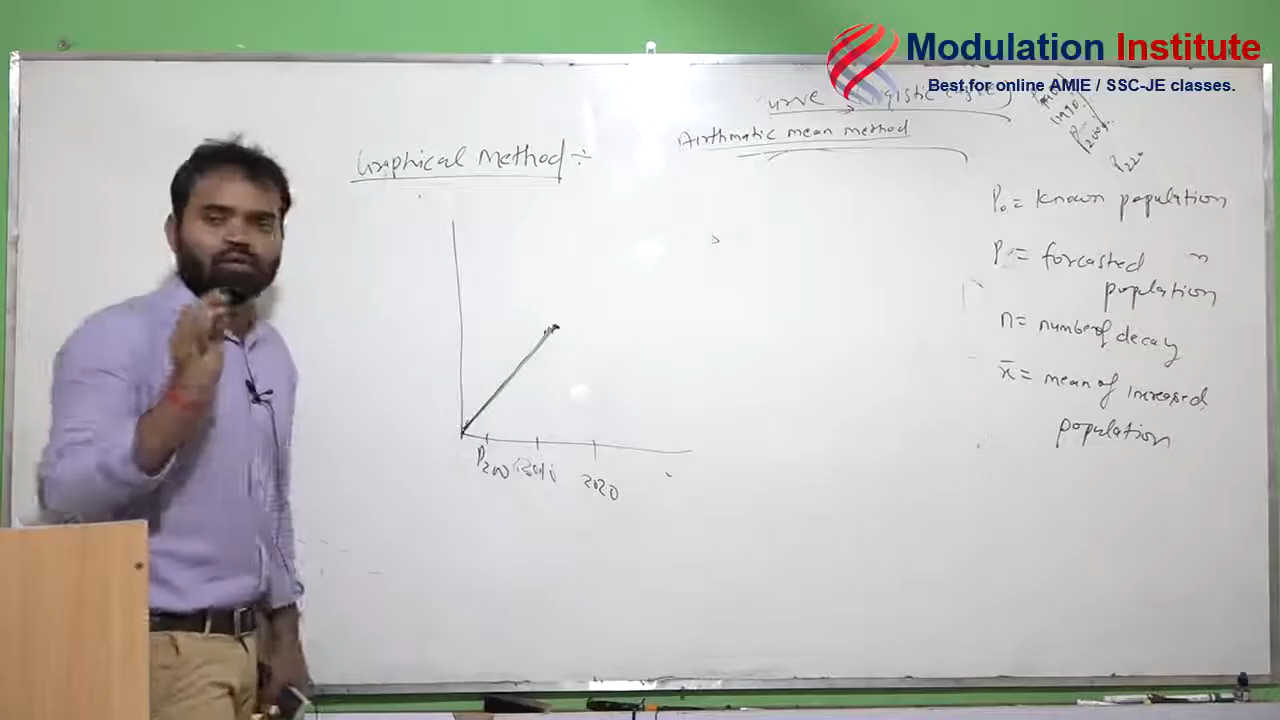 Modulation Institute
Best for online AMIE / SSC-JE classes.
Airthmatic mean method
Graphical Method ÷
P₀ = known population
P = forcasted "
population
n = number of decay
x̄ = mean of increased
population
2020